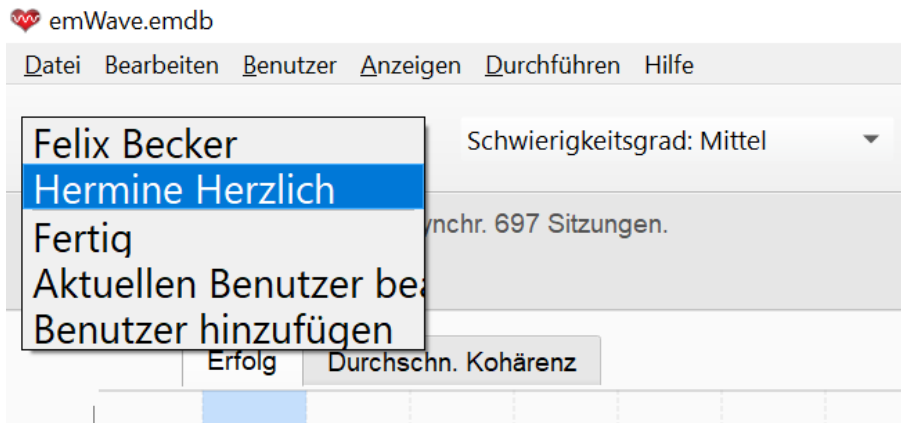 emWave.emdb
Datei Bearbeiten Benutzer Anzeigen Durchführen Hilfe
Felix Becker
Schwierigkeitsgrad: Mittel
Hermine Herzlich
Fertig
ynchr. 697 Sitzungen.
Aktuellen Benutzer bea
Benutzer hinzufügen
Erfolg Durchschn. Kohärenz